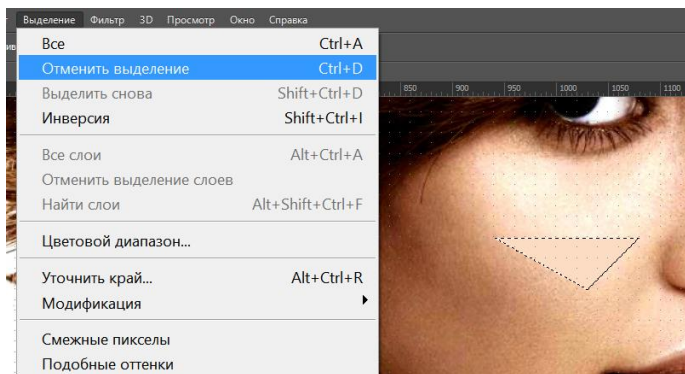 Выделение Фильтр 3D Просмотр Окно Справка
Все Ctrl+A
Отменить выделение Ctrl+D
Выделить снова Shift+Ctrl+D
Инверсия Shift+Ctrl+I
Все слои Alt+Ctrl+A
Отменить выделение слоев
Найти слои Alt+Shift+Ctrl+F
Цветовой диапазон...
Уточнить край... Alt+Ctrl+R
Модификация
Смежные пикселы
Подобные оттенки
850 900 950 1000 1050 1100